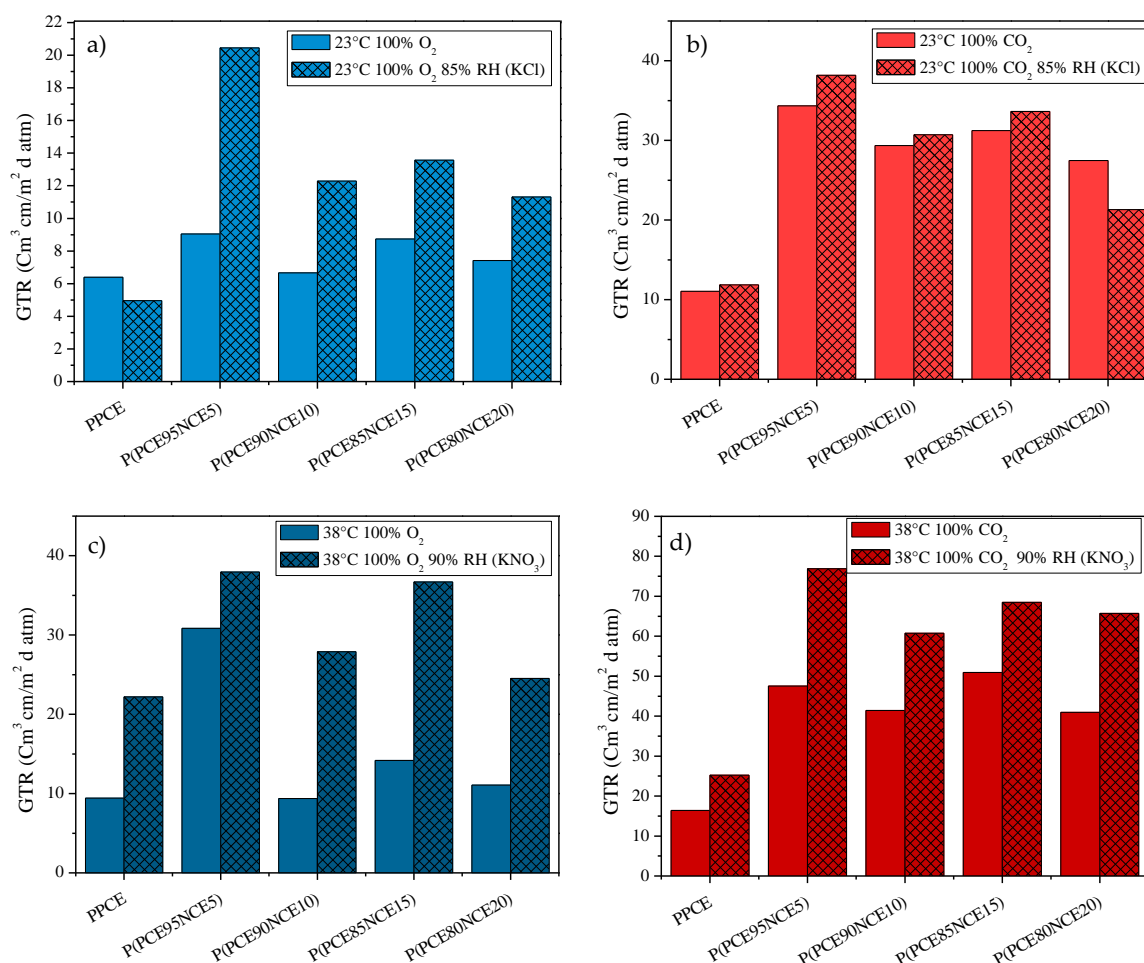 a)
23°C 100% O₂
23°C 100% O₂ 85% RH (KCl)
GTR (Cm³ cm/m² d atm)
22
20
18
16
14
12
10
8
6
4
2
0
PPCE
P(PCE95NCE5)
P(PCE90NCE10)
P(PCE85NCE15)
P(PCE80NCE20)
b)
23°C 100% CO₂
23°C 100% CO₂ 85% RH (KCl)
GTR (Cm³ cm/m² d atm)
40
30
20
10
0
PPCE
P(PCE95NCE5)
P(PCE90NCE10)
P(PCE85NCE15)
P(PCE80NCE20)
c)
38°C 100% O₂
38°C 100% O₂ 90% RH (KNO₃)
GTR (Cm³ cm/m² d atm)
40
30
20
10
0
PPCE
P(PCE95NCE5)
P(PCE90NCE10)
P(PCE85NCE15)
P(PCE80NCE20)
d)
38°C 100% CO₂
38°C 100% CO₂ 90% RH (KNO₃)
GTR (Cm³ cm/m² d atm)
90
80
70
60
50
40
30
20
10
0
PPCE
P(PCE95NCE5)
P(PCE90NCE10)
P(PCE85NCE15)
P(PCE80NCE20)